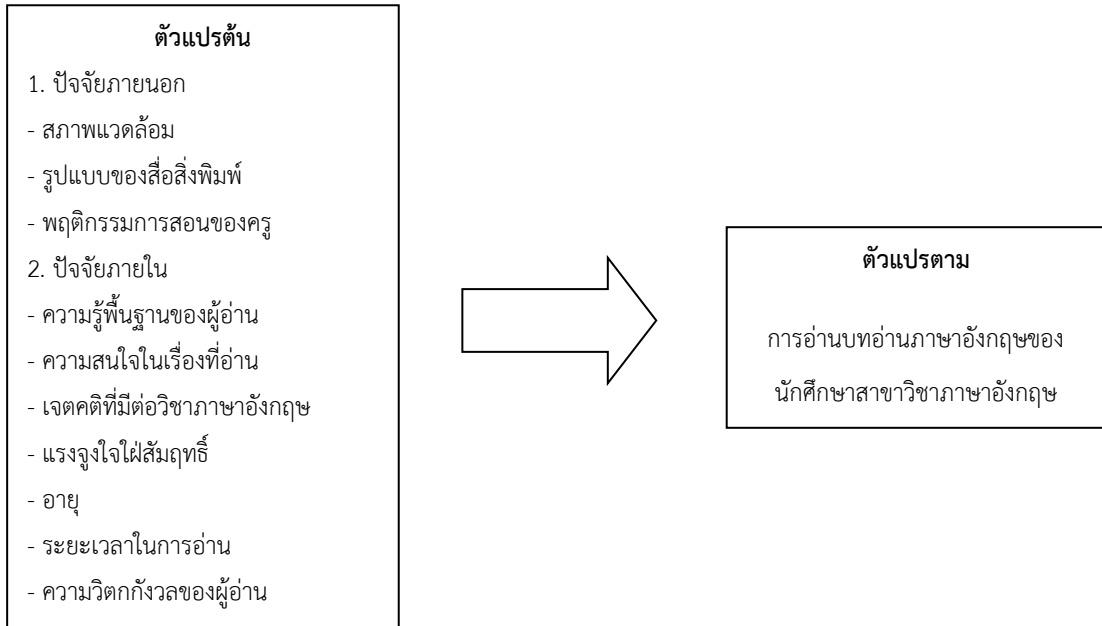 ตัวแปรต้น
1. ปัจจัยภายนอก
- สภาพแวดล้อม
- รูปแบบของสื่อสิ่งพิมพ์
- พฤติกรรมการสอนของครู
2. ปัจจัยภายใน
- ความรู้พื้นฐานของผู้อ่าน
- ความสนใจในเรื่องที่อ่าน
- เจตคติที่มีต่อวิชาภาษาอังกฤษ
- แรงจูงใจใฝ่สัมฤทธิ์
- อายุ
- ระยะเวลาในการอ่าน
- ความวิตกกังวลของผู้อ่าน
ตัวแปรตาม
การอ่านบทอ่านภาษาอังกฤษของ
นักศึกษาสาขาวิชาภาษาอังกฤษ